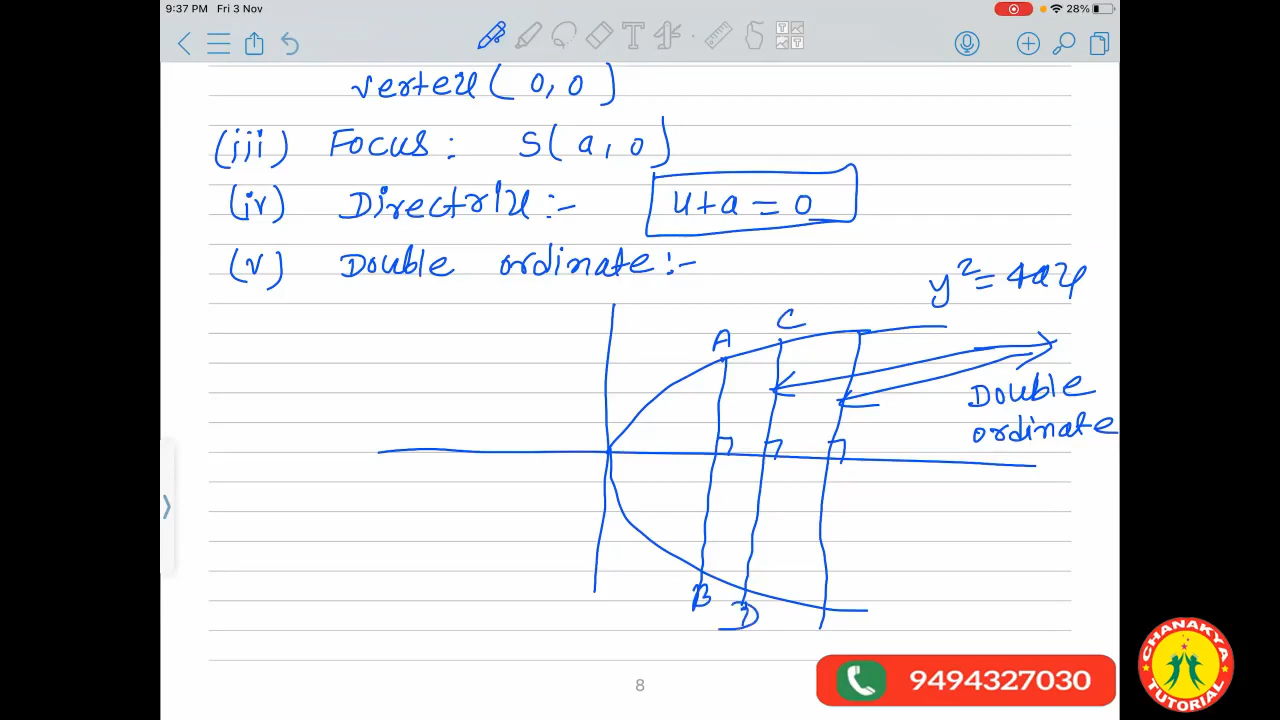 9:37 PM Fri 3 Nov
28%
vertex ( 0, 0 )
(iii) Focus : S( a, 0 )
(iv) Directrix :- x+a = 0
(v) Double ordinate :-
y² = 4ax
C
A
Double
ordinate
B
D
8
9494327030
CHANAKYA
TUTORIAL